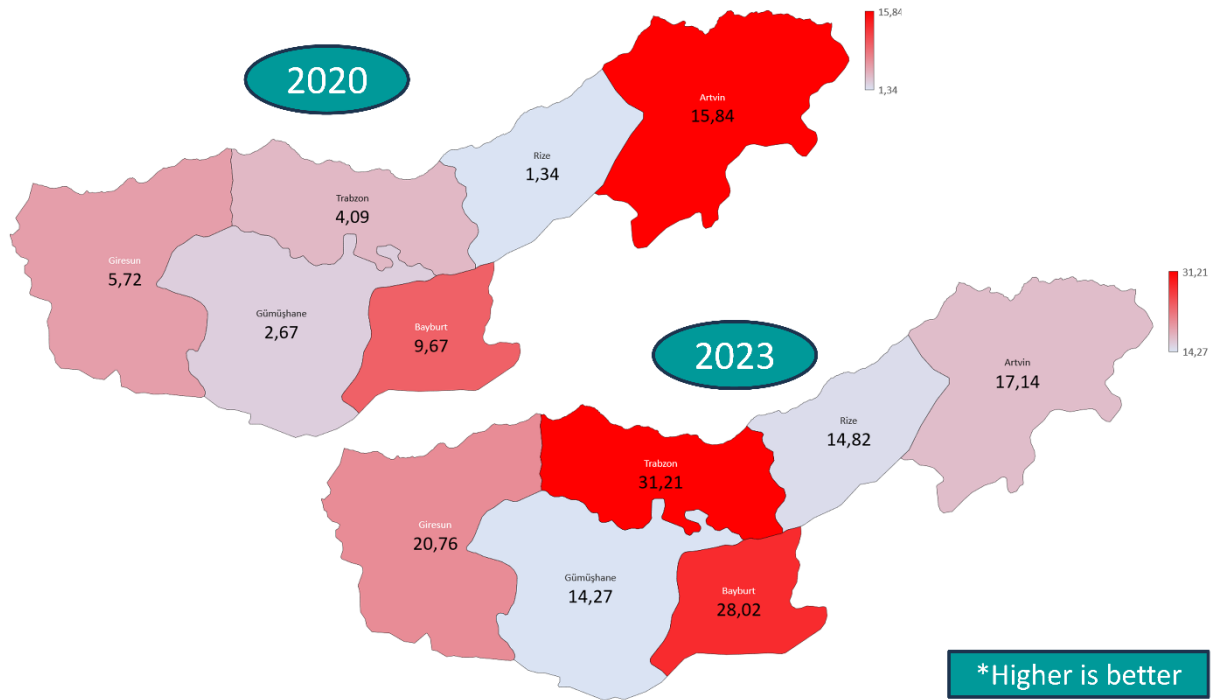 2020
15,84
1,34
Artvin
15,84
Rize
1,34
Trabzon
4,09
Giresun
5,72
Gümüşhane
2,67
Bayburt
9,67
2023
31,21
14,27
Artvin
17,14
Rize
14,82
Trabzon
31,21
Giresun
20,76
Gümüşhane
14,27
Bayburt
28,02
*Higher is better